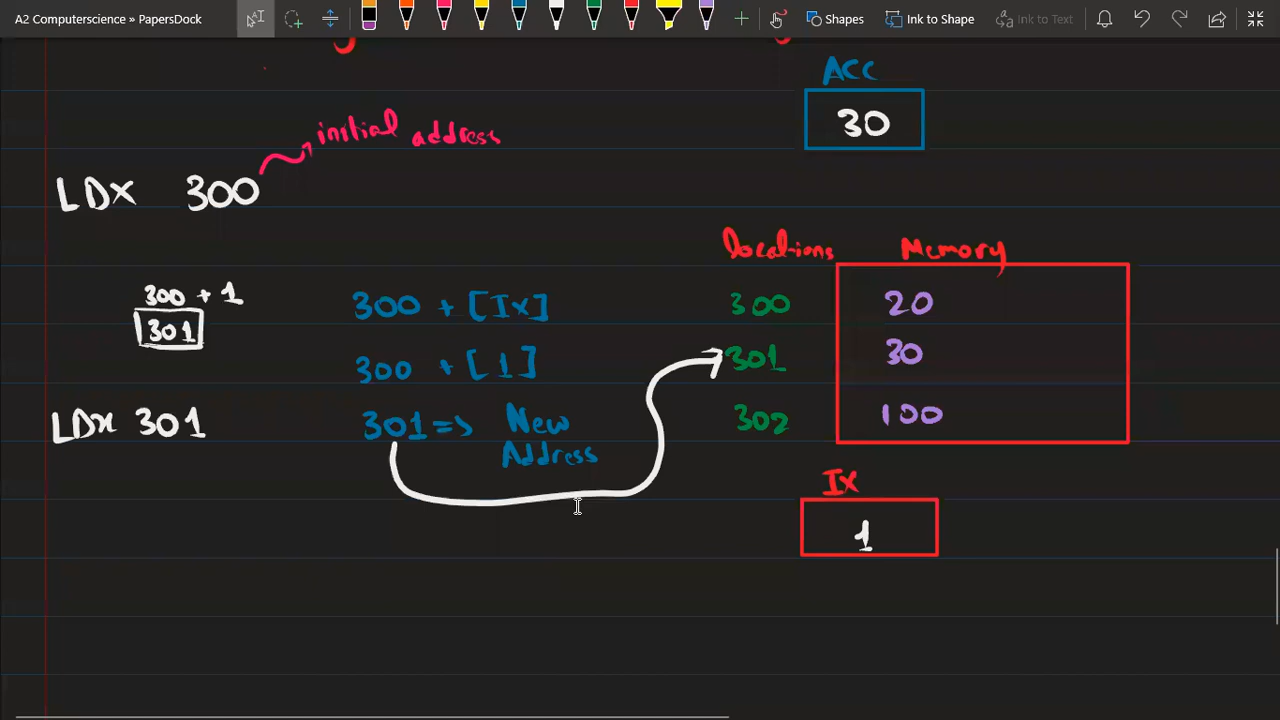 A2 Computerscience » PapersDock
Shapes
Ink to Shape
Ink to Text
ACC
30
initial address
LDX 300
locations Memory
300 + 1
301
300 + [Ix]
300 20
300 + [1]
301 30
LDx 301
301 => New Address
302 100
Ix
1